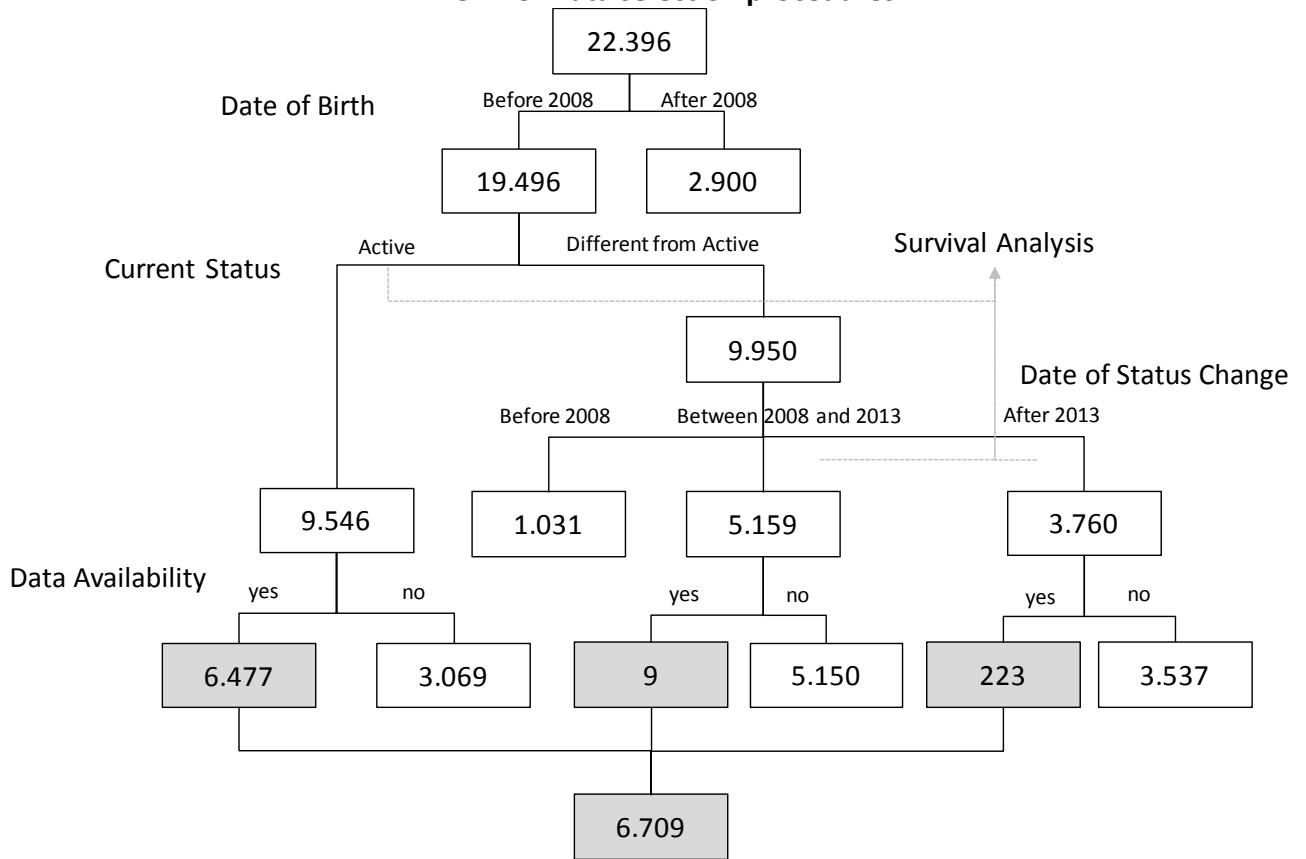 procedures
22.396
Before 2008 After 2008
Date of Birth
19.496 2.900
Active Different from Active Survival Analysis
Current Status
9.950
Date of Status Change
Before 2008 Between 2008 and 2013 After 2013
9.546 1.031 5.159 3.760
Data Availability
yes no yes no yes no
6.477 3.069 9 5.150 223 3.537
6.709